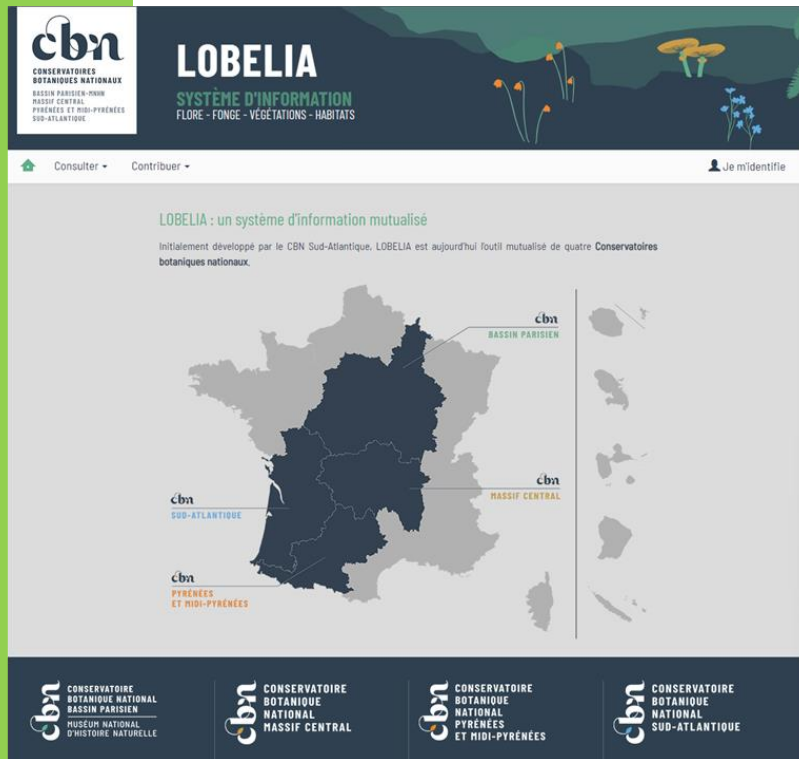 cbn
CONSERVATOIRES
BOTANIQUES NATIONAUX
BASSIN PARISIEN-MNHN
MASSIF CENTRAL
PYRÉNÉES ET MIDI-PYRÉNÉES
SUD-ATLANTIQUE
LOBELIA
SYSTÈME D'INFORMATION
FLORE - FONGE - VÉGÉTATIONS - HABITATS
Consulter
Contribuer
Je m'identifie
LOBELIA : un système d'information mutualisé
Initialement développé par le CBN Sud-Atlantique, LOBELIA est aujourd'hui l'outil mutualisé de quatre Conservatoires
botaniques nationaux.
cbn
BASSIN PARISIEN
cbn
MASSIF CENTRAL
cbn
SUD-ATLANTIQUE
cbn
PYRÉNÉES
ET MIDI-PYRÉNÉES
cbn
CONSERVATOIRE
BOTANIQUE NATIONAL
BASSIN PARISIEN
MUSÉUM NATIONAL
D'HISTOIRE NATURELLE
cbn
CONSERVATOIRE
BOTANIQUE
NATIONAL
MASSIF CENTRAL
cbn
CONSERVATOIRE
BOTANIQUE
NATIONAL
PYRÉNÉES
ET MIDI-PYRÉNÉES
cbn
CONSERVATOIRE
BOTANIQUE
NATIONAL
SUD-ATLANTIQUE